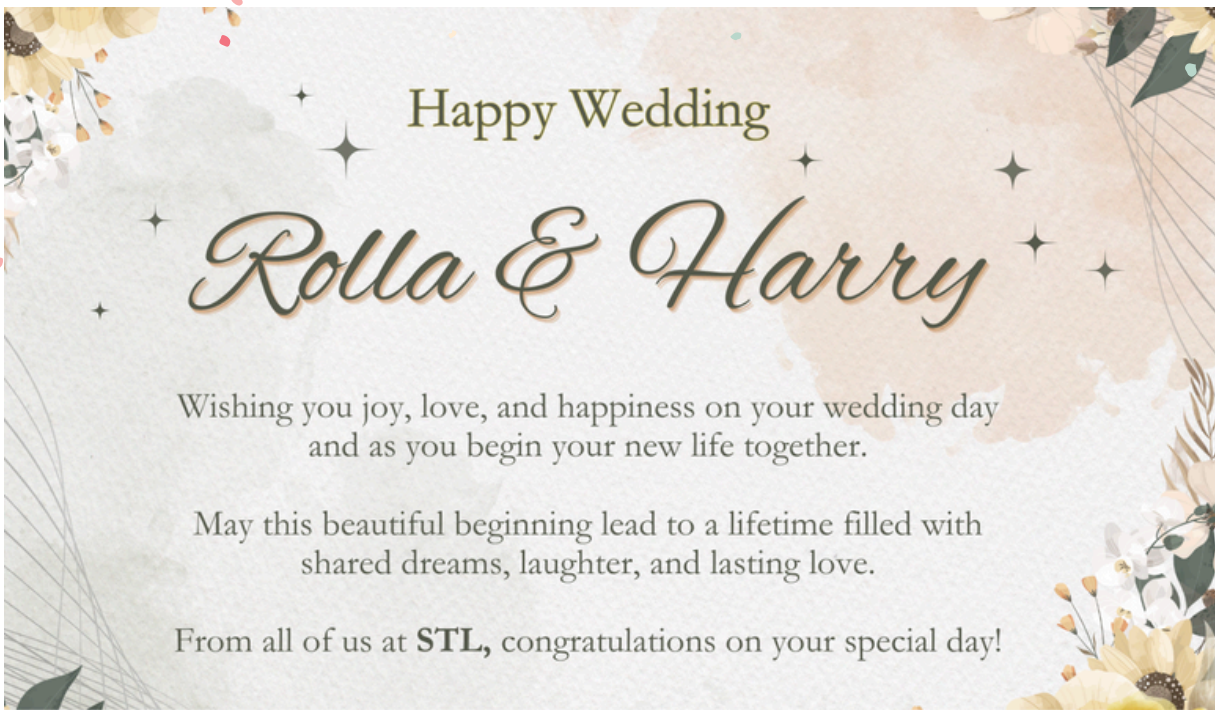 Happy Wedding
Rolla & Harry
Wishing you joy, love, and happiness on your wedding day
and as you begin your new life together.
May this beautiful beginning lead to a lifetime filled with
shared dreams, laughter, and lasting love.
From all of us at STL, congratulations on your special day!